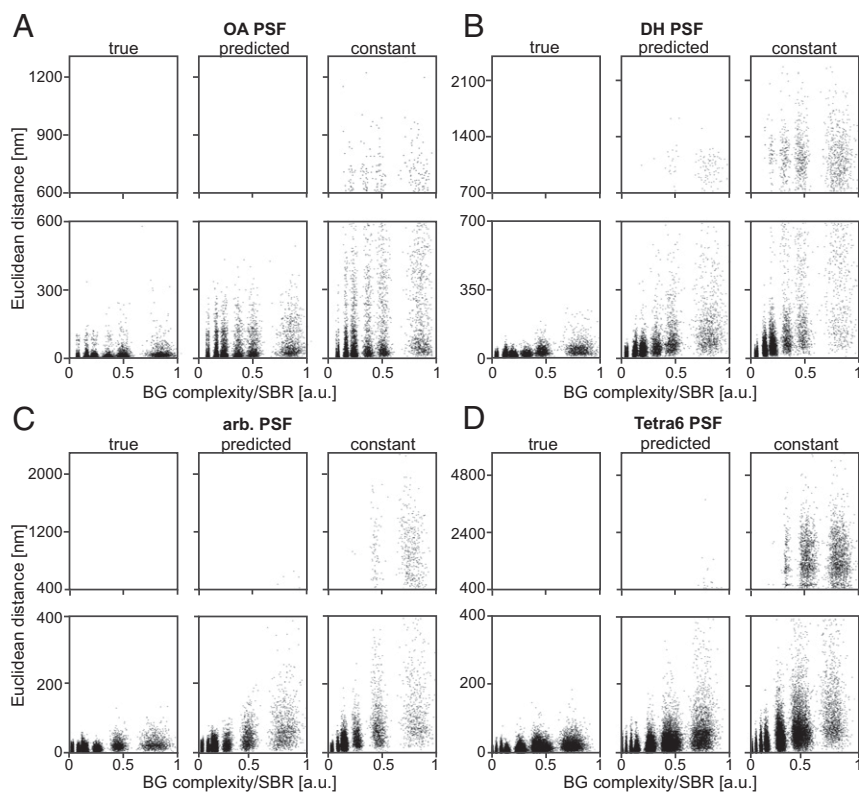 A
OA PSF
true predicted constant
1200
900
600
600
300
0
Euclidean distance [nm]
0 0.5 1 0 0.5 1 0 0.5 1
BG complexity/SBR [a.u.]
B
DH PSF
true predicted constant
2100
1400
700
700
350
0
0 0.5 1 0 0.5 1 0 0.5 1
BG complexity/SBR [a.u.]
C
arb. PSF
true predicted constant
2000
1200
400
400
200
0
Euclidean distance [nm]
0 0.5 1 0 0.5 1 0 0.5 1
BG complexity/SBR [a.u.]
D
Tetra6 PSF
true predicted constant
4800
2400
400
400
200
0
0 0.5 1 0 0.5 1 0 0.5 1
BG complexity/SBR [a.u.]